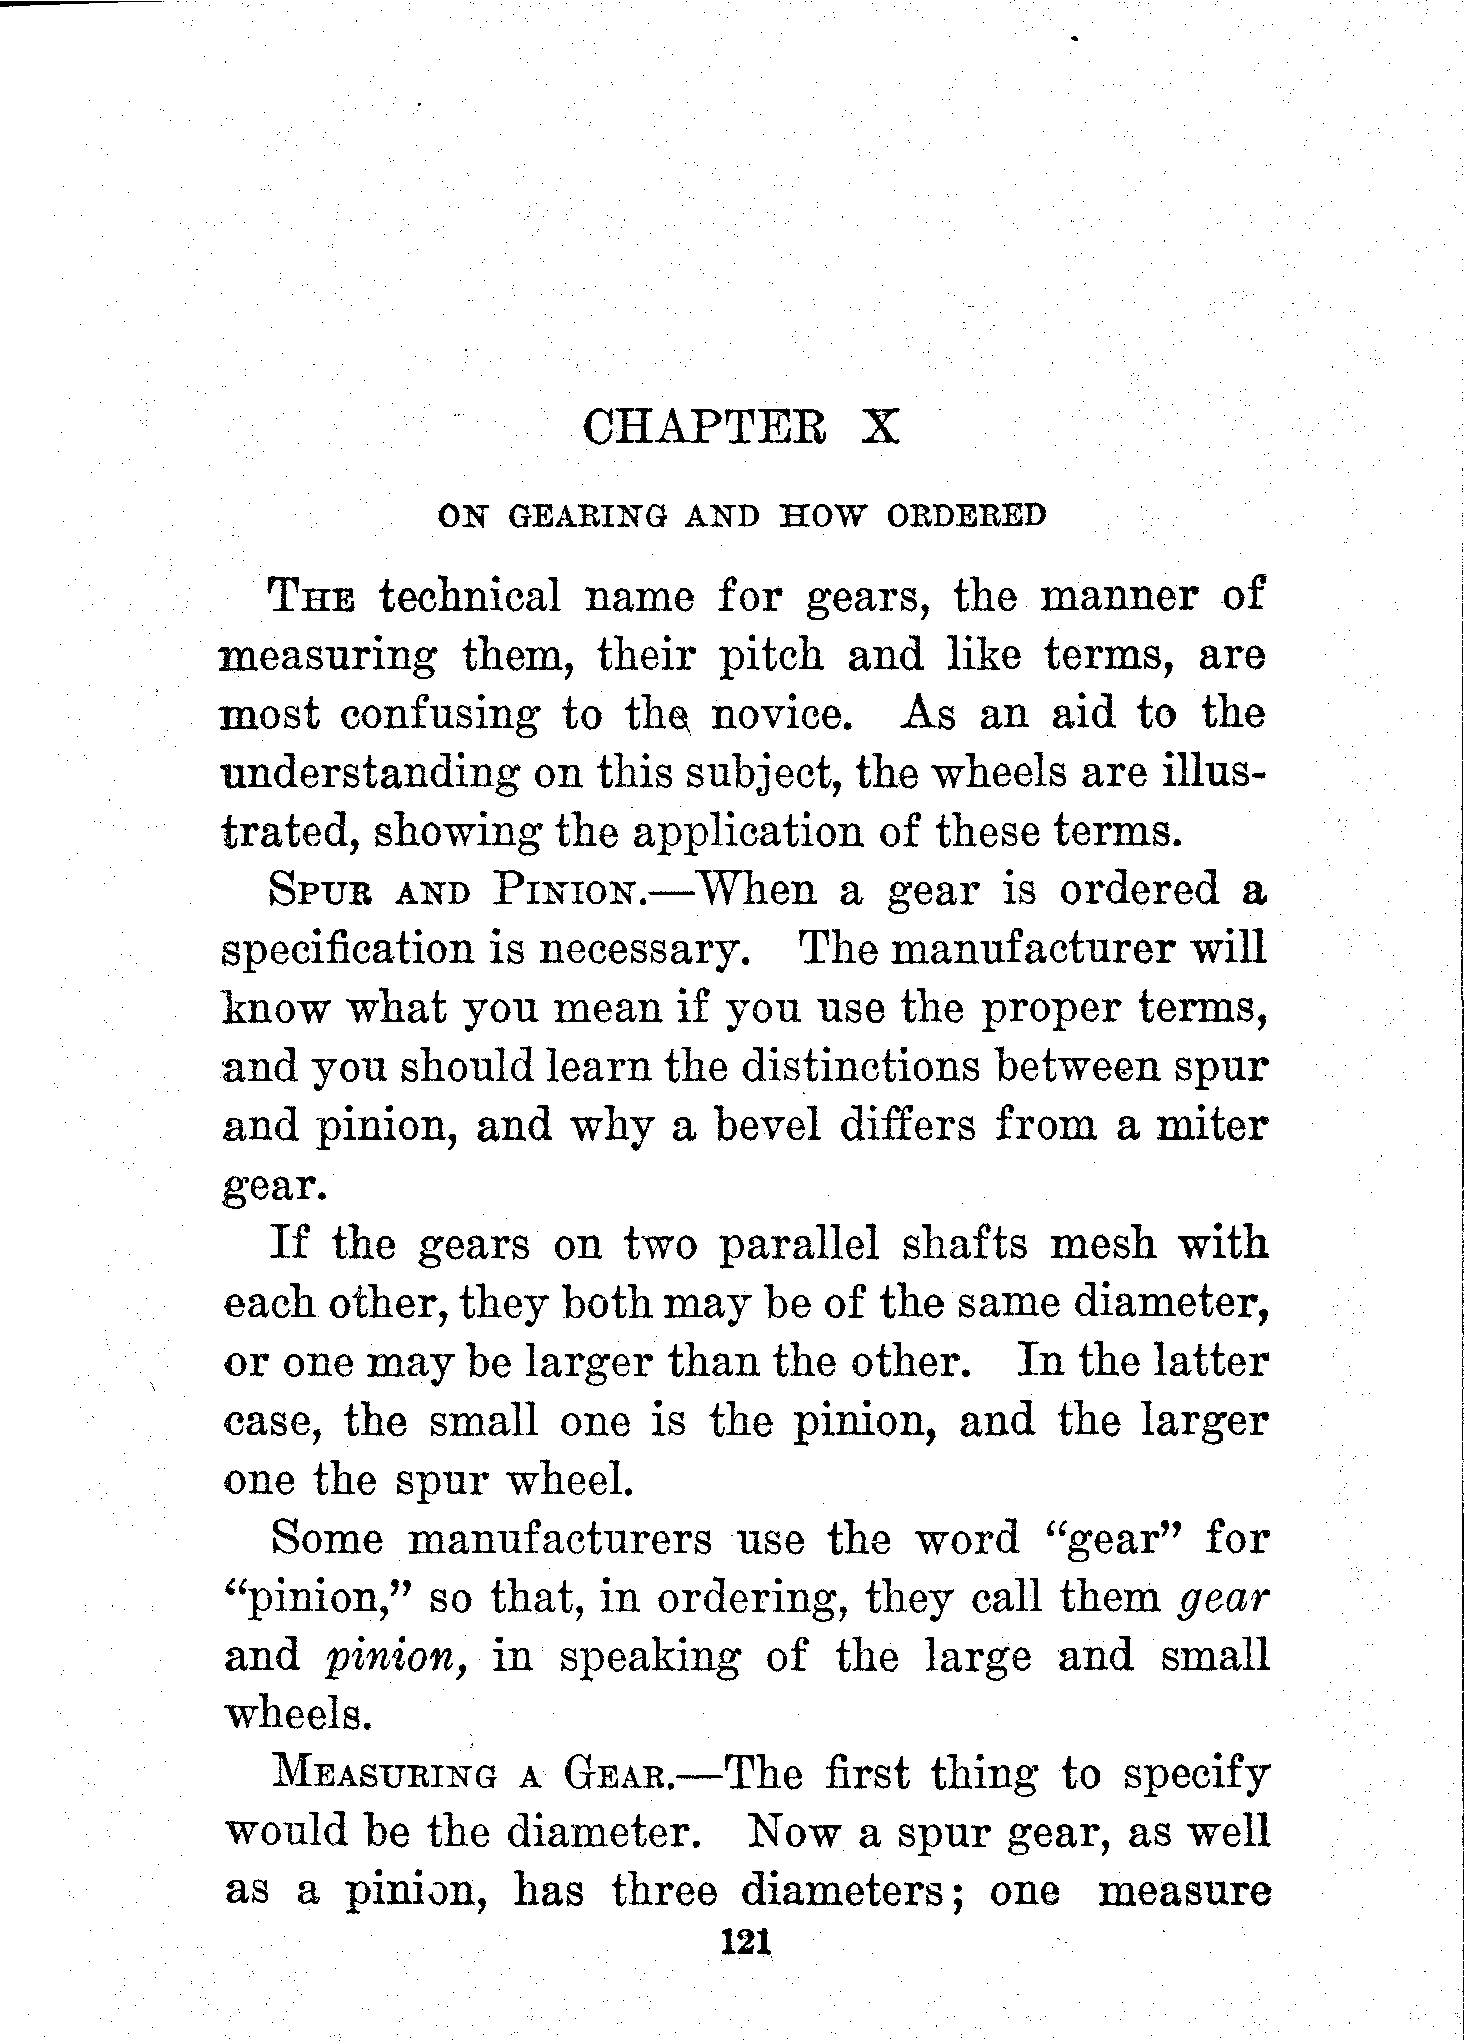 CHAPTER X
ON GEARING AND HOW ORDERED
THE technical name for gears, the manner of
measuring them, their pitch and like terms, are
most confusing to the novice. As an aid to the
understanding on this subject, the wheels are illus-
trated, showing the application of these terms.
SPUR AND PINION.—When a gear is ordered a
specification is necessary. The manufacturer will
know what you mean if you use the proper terms,
and you should learn the distinctions between spur
and pinion, and why a bevel differs from a miter
gear.
If the gears on two parallel shafts mesh with
each other, they both may be of the same diameter,
or one may be larger than the other. In the latter
case, the small one is the pinion, and the larger
one the spur wheel.
Some manufacturers use the word “gear” for
“pinion,” so that, in ordering, they call them gear
and pinion, in speaking of the large and small
wheels.
MEASURING A GEAR.—The first thing to specify
would be the diameter. Now a spur gear, as well
as a pinion, has three diameters; one measure
121